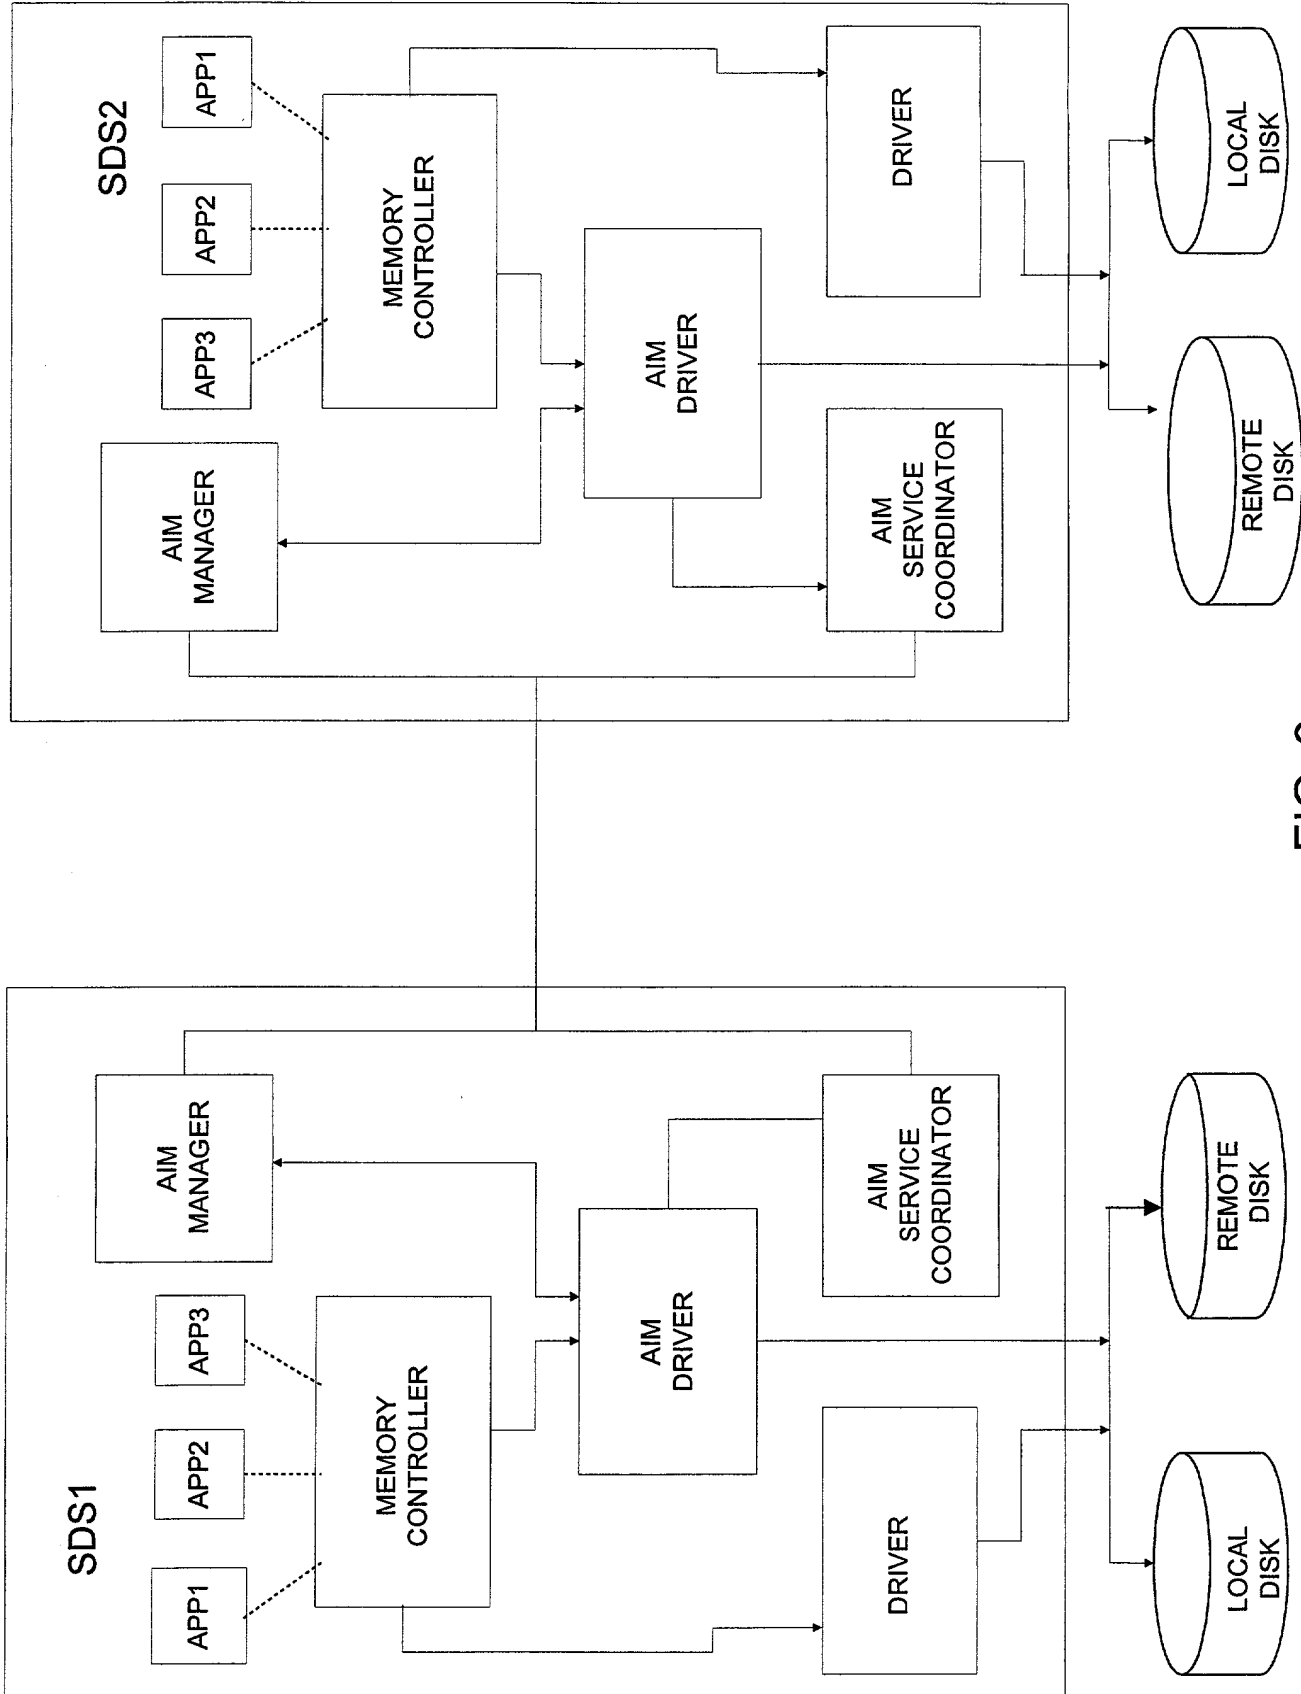 SDS1
APP1
APP2
APP3
AIM
MANAGER
MEMORY
CONTROLLER
AIM
DRIVER
DRIVER
AIM
SERVICE
COORDINATOR
LOCAL
DISK
REMOTE
DISK
SDS2
AIM
MANAGER
APP3
APP2
APP1
MEMORY
CONTROLLER
AIM
DRIVER
AIM
SERVICE
COORDINATOR
DRIVER
REMOTE
DISK
LOCAL
DISK
FIG.